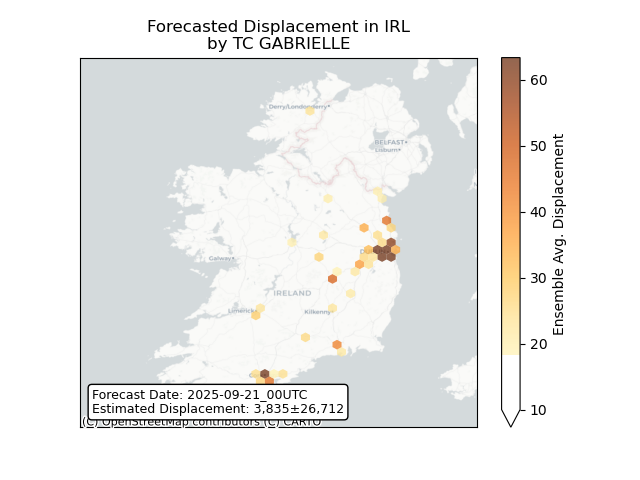 Forecasted Displacement in IRL
by TC GABRIELLE
Derry/Londonderry
BELFAST
Lisburn
Galway
IRELAND
Limerick
Kilkenny
Forecast Date: 2025-09-21_00UTC
Estimated Displacement: 3,835±26,712
(C) OpenStreetMap contributors (C) CARTO
60
50
40
30
20
10
Ensemble Avg. Displacement